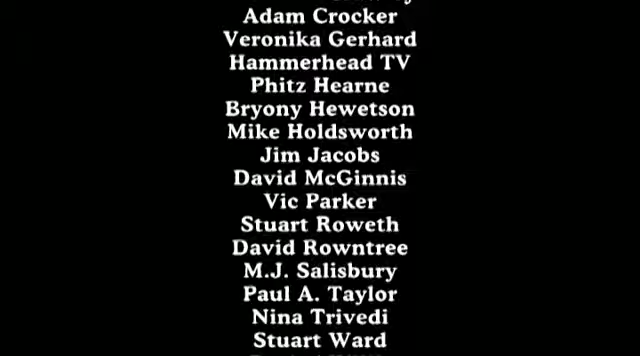 Adam Crocker
Veronika Gerhard
Hammerhead TV
Phitz Hearne
Bryony Hewetson
Mike Holdsworth
Jim Jacobs
David McGinnis
Vic Parker
Stuart Roweth
David Rowntree
M.J. Salisbury
Paul A. Taylor
Nina Trivedi
Stuart Ward